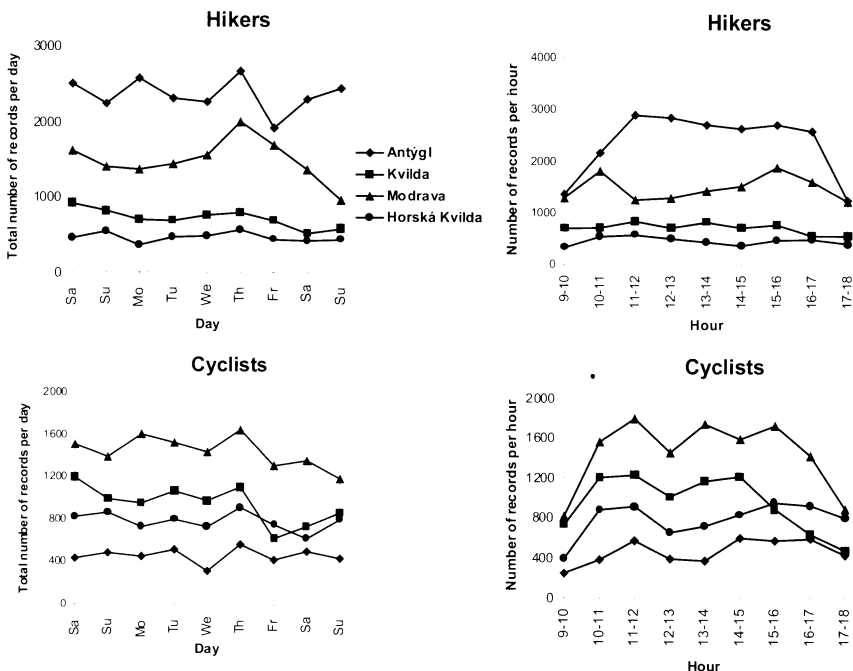 Hikers
Total number of records per day
3000
2000
1000
0
Sa
Su
Mo
Tu
We
Th
Fr
Sa
Su
Day
Antýgl
Kvilda
Modrava
Horská Kvilda
Hikers
Number of records per hour
4000
3000
2000
1000
0
9-10
10-11
11-12
12-13
13-14
14-15
15-16
16-17
17-18
Hour
Cyclists
Total number of records per day
2000
1600
1200
800
400
0
Sa
Su
Mo
Tu
We
Th
Fr
Sa
Su
Day
Cyclists
Number of records per hour
2000
1600
1200
800
400
0
9-10
10-11
11-12
12-13
13-14
14-15
15-16
16-17
17-18
Hour